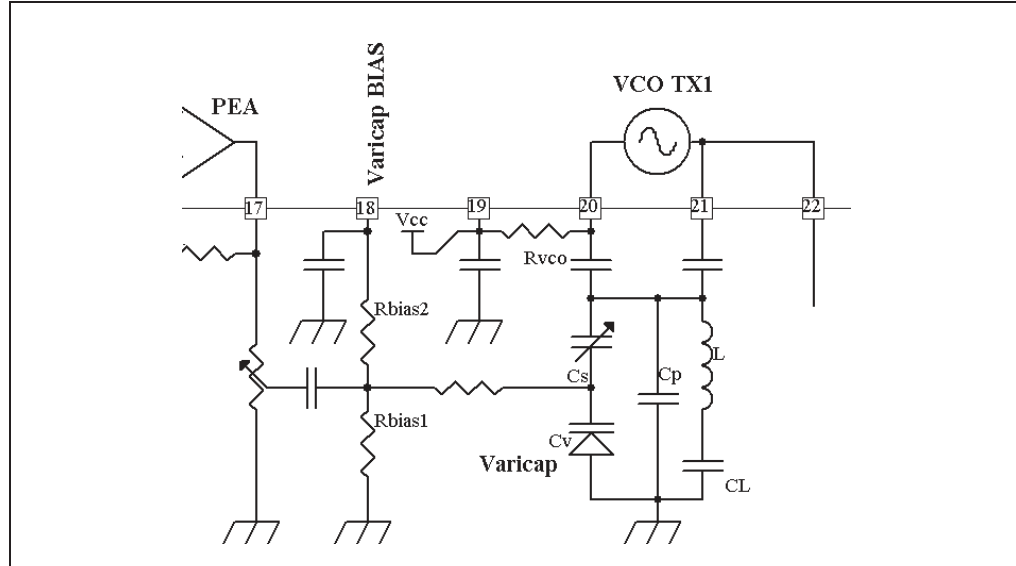 VCO TX1
PEA
Varicap BIAS
17
18
19
20
21
22
Vcc
Rvco
Rbias2
L
Cs
Cp
Rbias1
Cv
Varicap
CL